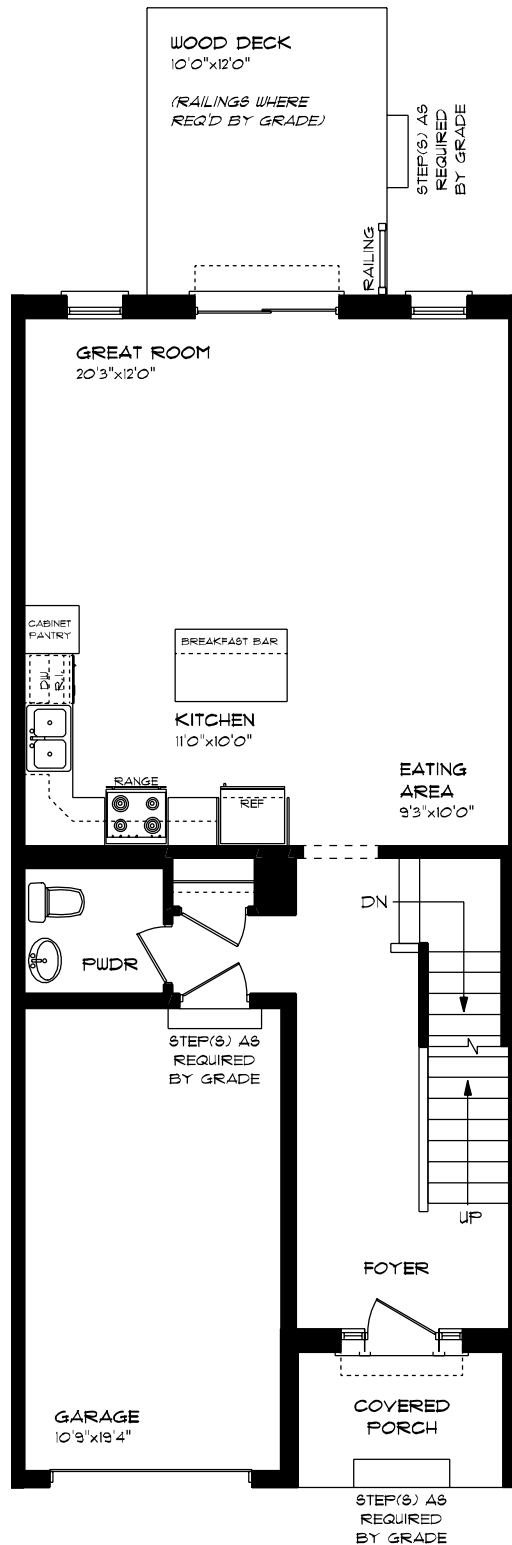 WOOD DECK
10'0"x12'0"
(RAILINGS WHERE
REQ'D BY GRADE)
STEP(S) AS
REQUIRED
BY GRADE
RAILING
GREAT ROOM
20'3"x12'0"
CABINET
PANTRY
BREAKFAST BAR
DW
R.I.
KITCHEN
11'0"x10'0"
EATING
AREA
9'3"x10'0"
RANGE
REF
DN
PWDR
STEP(S) AS
REQUIRED
BY GRADE
UP
FOYER
COVERED
PORCH
GARAGE
10'9"x19'4"
STEP(S) AS
REQUIRED
BY GRADE